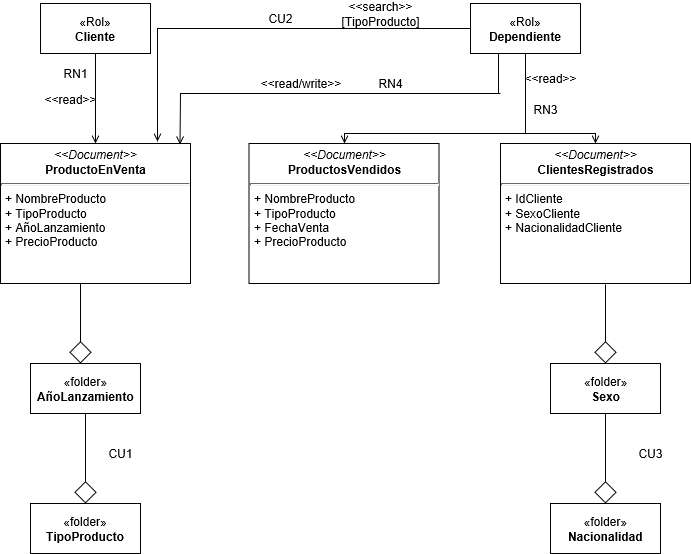 «Rol»
Cliente
CU2
<<search>>
[TipoProducto]
«Rol»
Dependiente
RN1
<<read>>
<<read/write>>
RN4
<<read>>
RN3
<<Document>>
ProductoEnVenta
+ NombreProducto
+ TipoProducto
+ AñoLanzamiento
+ PrecioProducto
<<Document>>
ProductosVendidos
+ NombreProducto
+ TipoProducto
+ FechaVenta
+ PrecioProducto
<<Document>>
ClientesRegistrados
+ IdCliente
+ SexoCliente
+ NacionalidadCliente
«folder»
AñoLanzamiento
«folder»
Sexo
CU1
CU3
«folder»
TipoProducto
«folder»
Nacionalidad